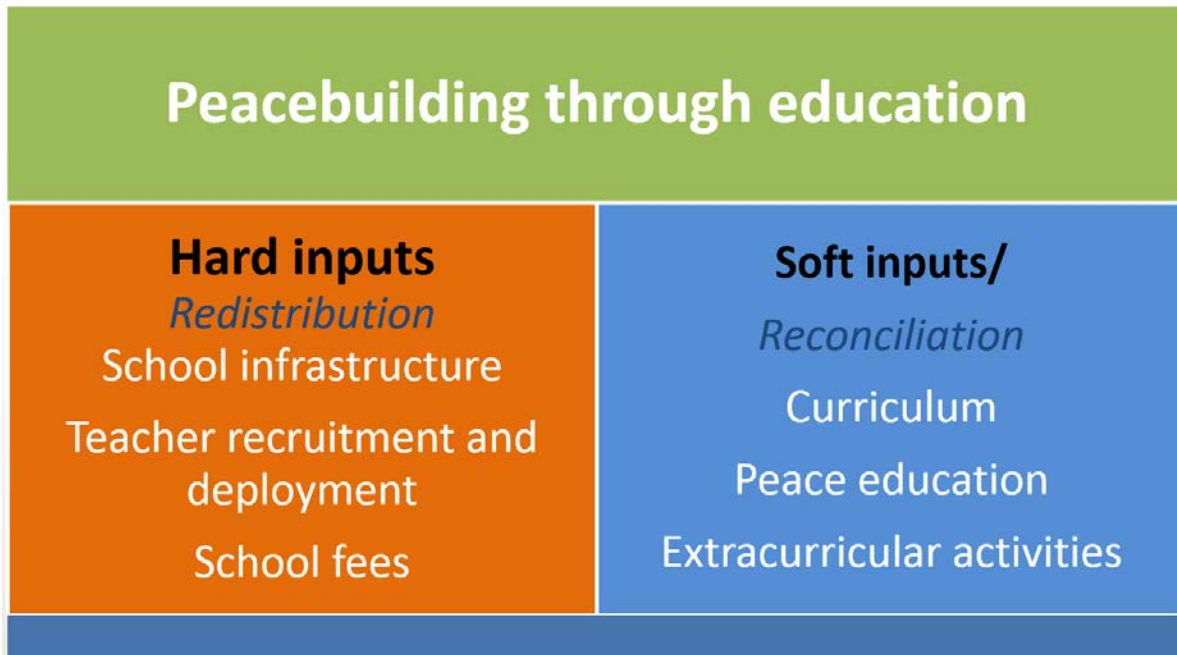 Peacebuilding through education
Hard inputs
Redistribution
School infrastructure
Teacher recruitment and
deployment
School fees
Soft inputs/
Reconciliation
Curriculum
Peace education
Extracurricular activities